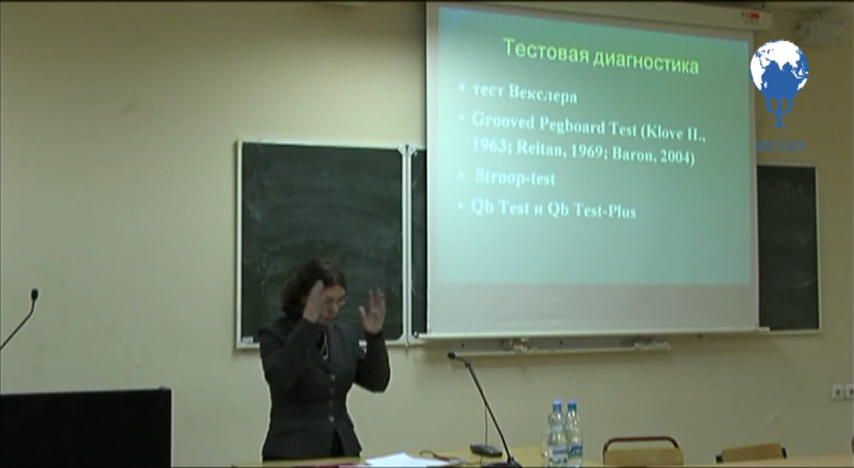 Тестовая диагностика
• тест Векслера
• Grooved Pegboard Test (Klove H.,
1963; Reitan, 1969; Baron, 2004)
• Stroop-test
• Qb Test и Qb Test-Plus